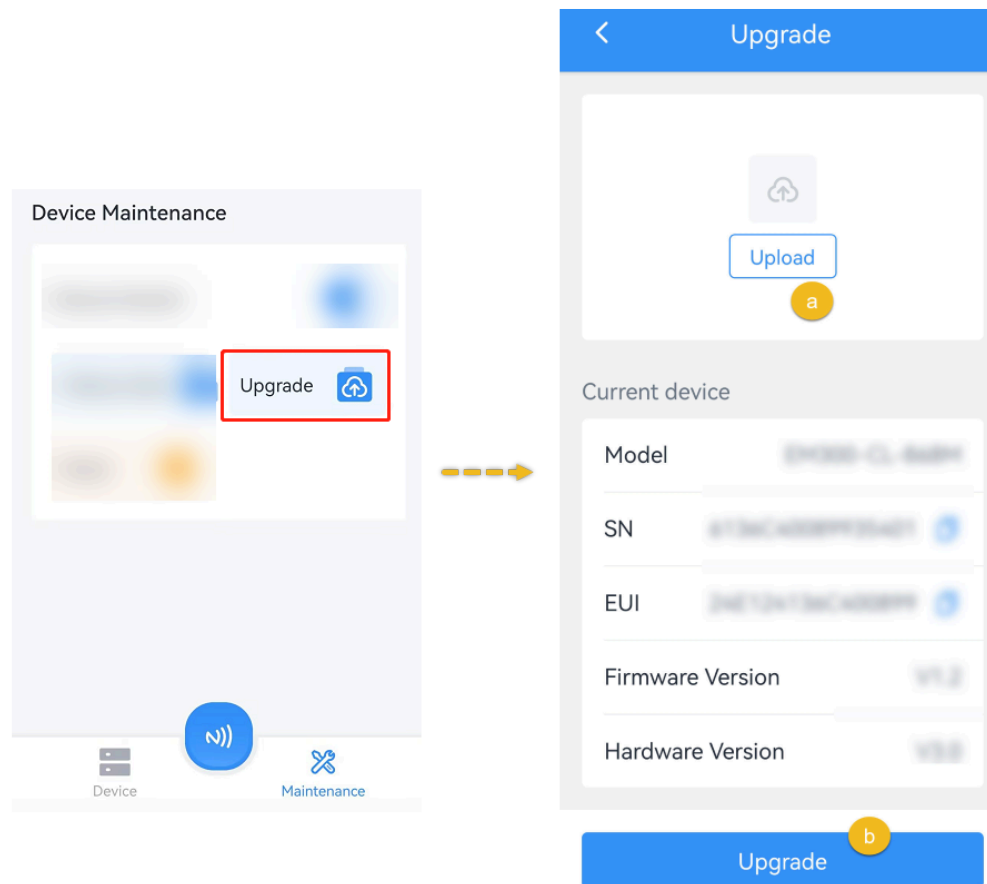 Device Maintenance
Upgrade
Device
Maintenance
Upgrade
Upload
a
Current device
Model
SN
EUI
Firmware Version
Hardware Version
b
Upgrade